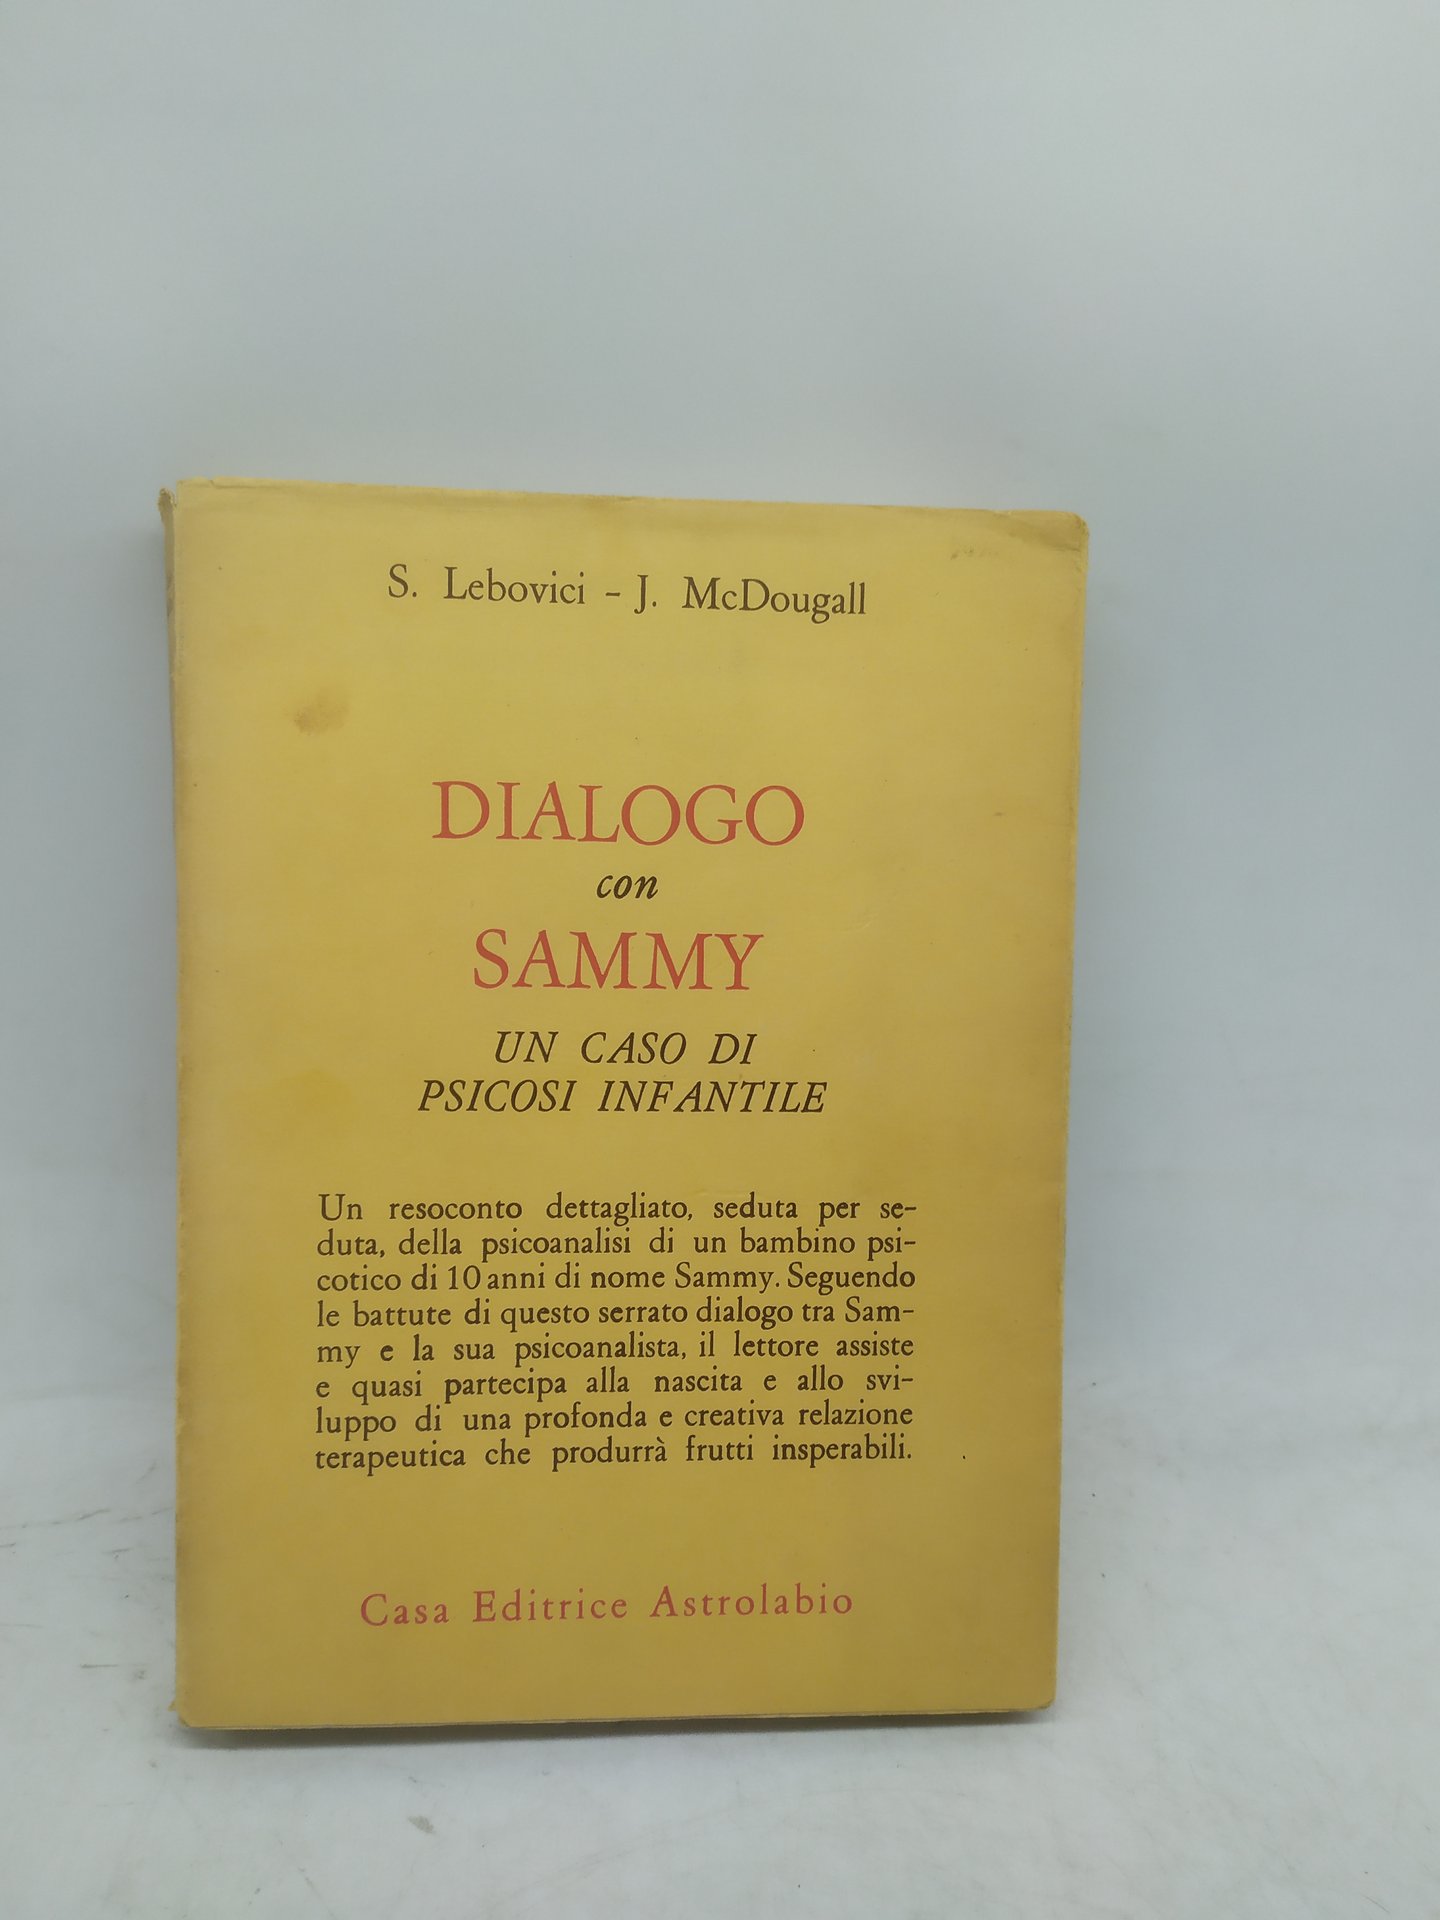 S. Lebovici - J. McDougall
DIALOGO
con
SAMMY
UN CASO DI
PSICOSI INFANTILE
Un resoconto dettagliato, seduta per se-
duta, della psicoanalisi di un bambino psi-
cotico di 10 anni di nome Sammy. Seguendo
le battute di questo serrato dialogo tra Sam-
my e la sua psicoanalista, il lettore assiste
e quasi partecipa alla nascita e allo svi-
luppo di una profonda e creativa relazione
terapeutica che produrrà frutti insperabili.
Casa Editrice Astrolabio